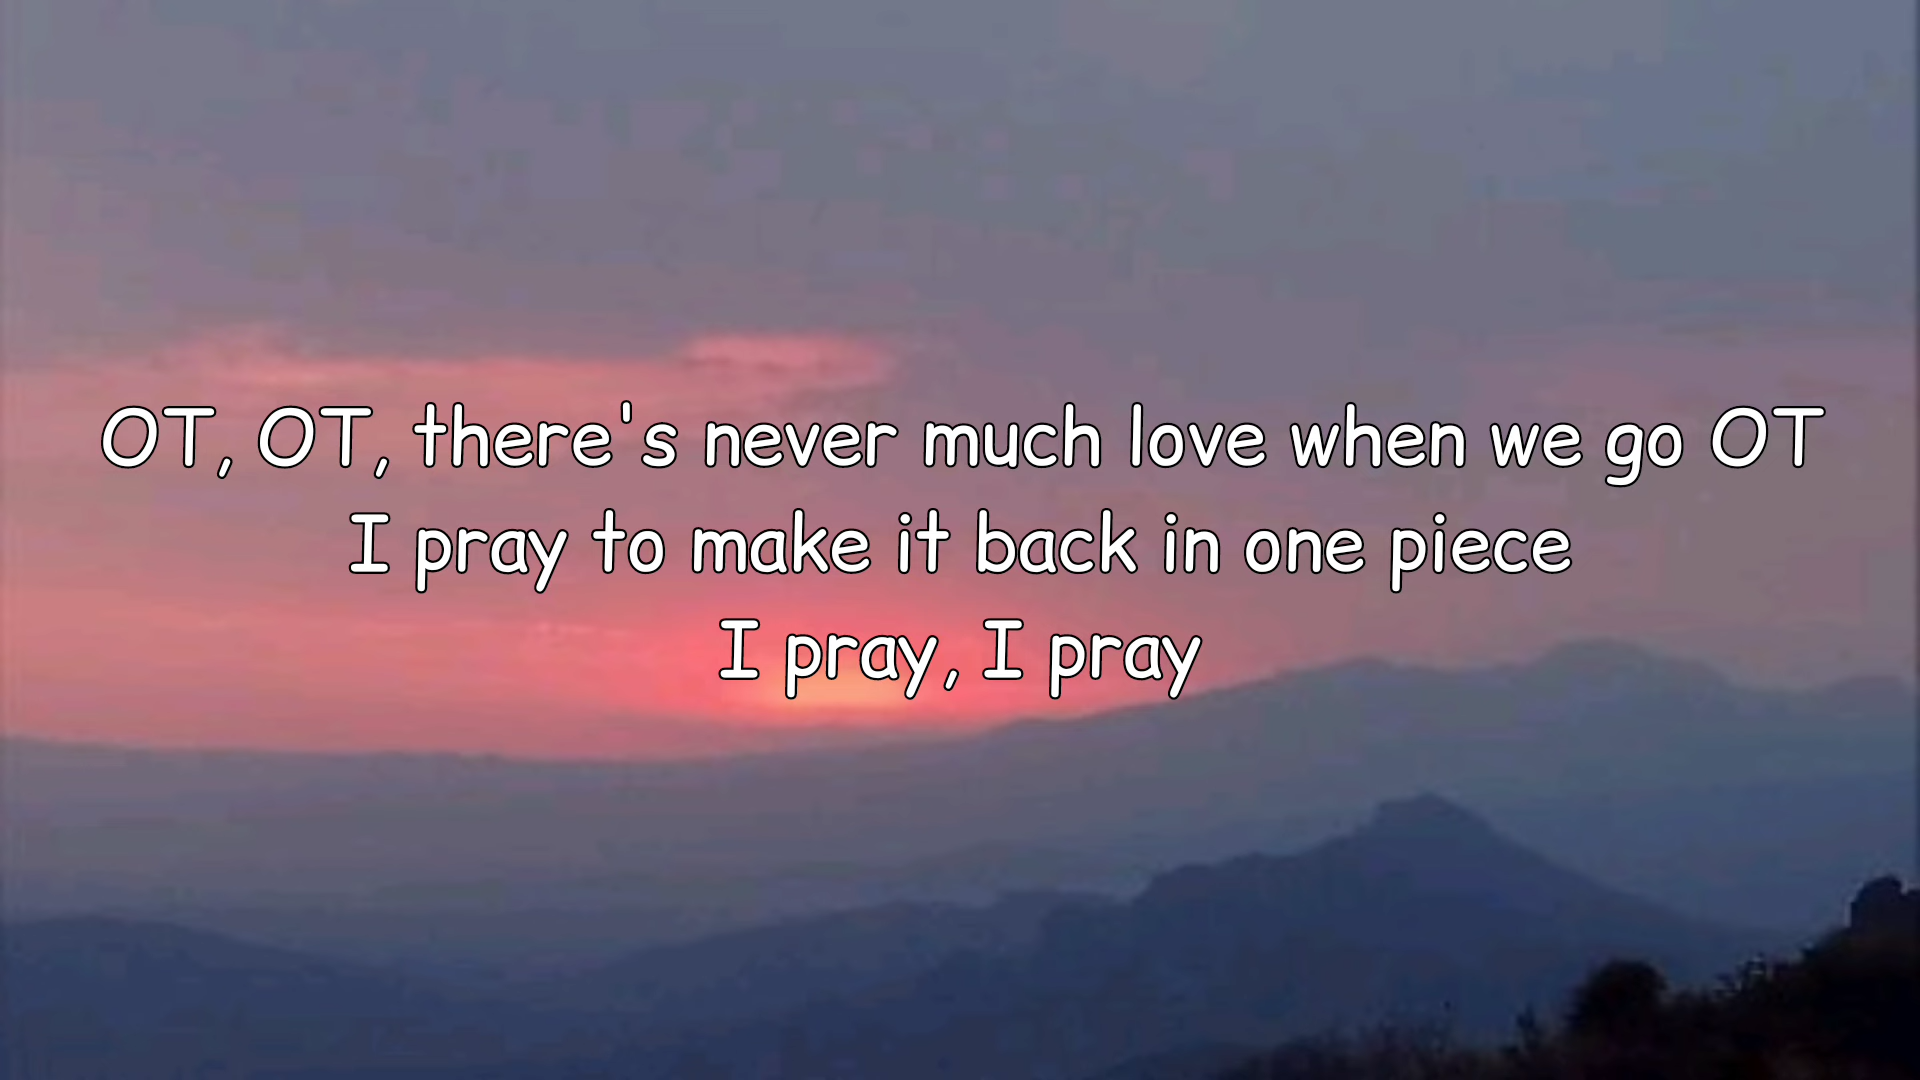 OT, OT, there's never much love when we go OT
I pray to make it back in one piece
I pray, I pray